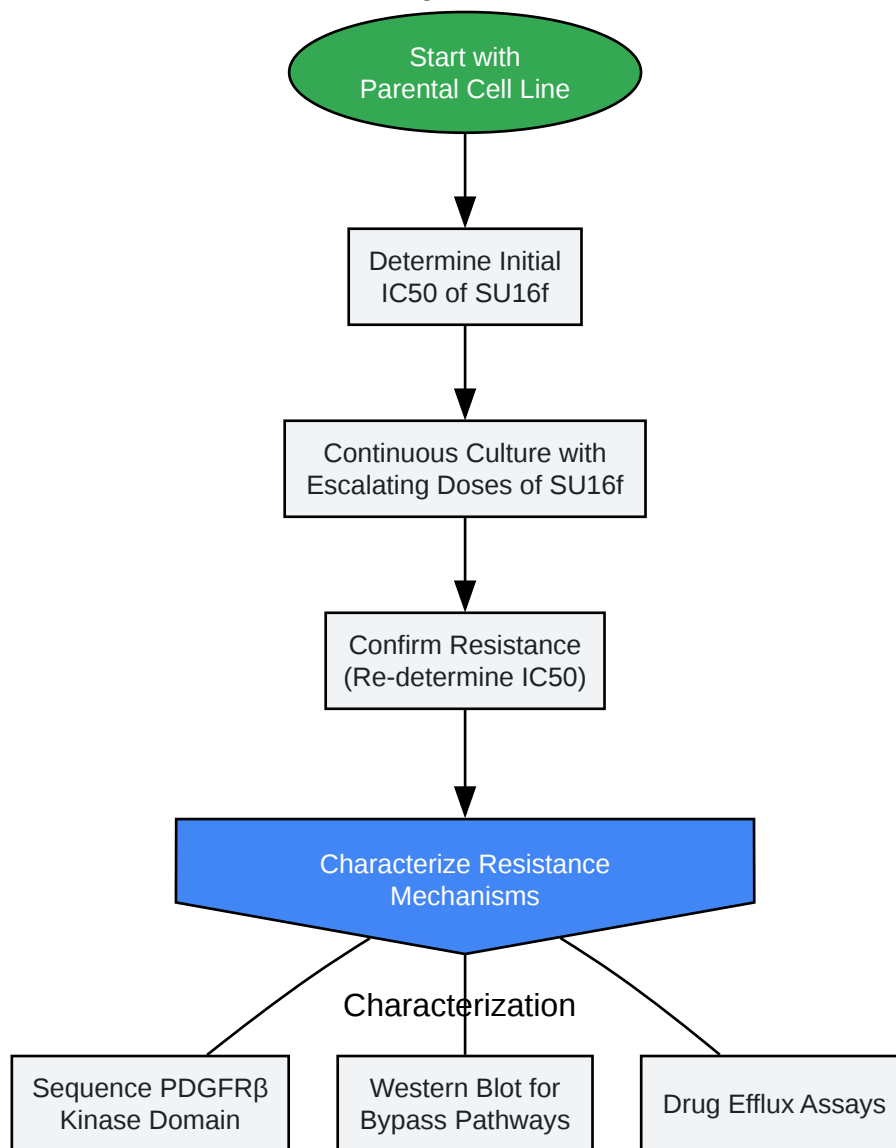 Start with
Parental Cell Line
Determine Initial
IC50 of SU16f
Continuous Culture with
Escalating Doses of SU16f
Confirm Resistance
(Re-determine IC50)
Characterize Resistance
Mechanisms
Characterization
Sequence PDGFRβ
Kinase Domain
Western Blot for
Bypass Pathways
Drug Efflux Assays